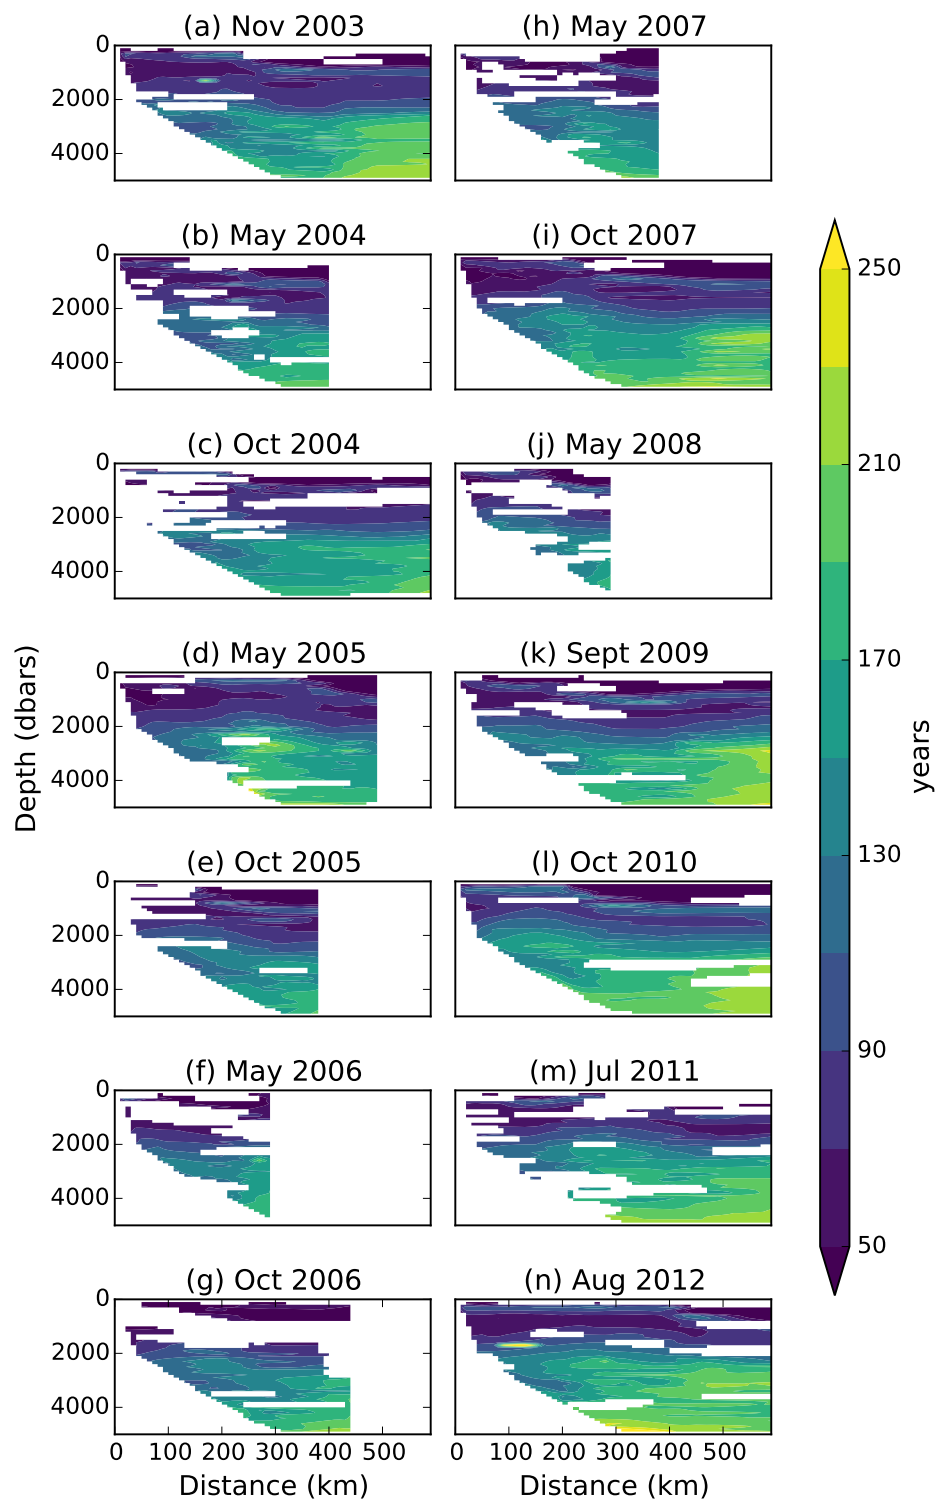 (a) Nov 2003
(h) May 2007
0
2000
4000
(b) May 2004
(i) Oct 2007
0
2000
4000
250
(c) Oct 2004
(j) May 2008
0
2000
4000
210
(d) May 2005
(k) Sept 2009
0
2000
4000
170
Depth (dbars)
years
(e) Oct 2005
(l) Oct 2010
0
2000
4000
130
(f) May 2006
(m) Jul 2011
0
2000
4000
90
50
(g) Oct 2006
(n) Aug 2012
0
2000
4000
0 100 200 300 400 500
0 100 200 300 400 500
Distance (km)
Distance (km)